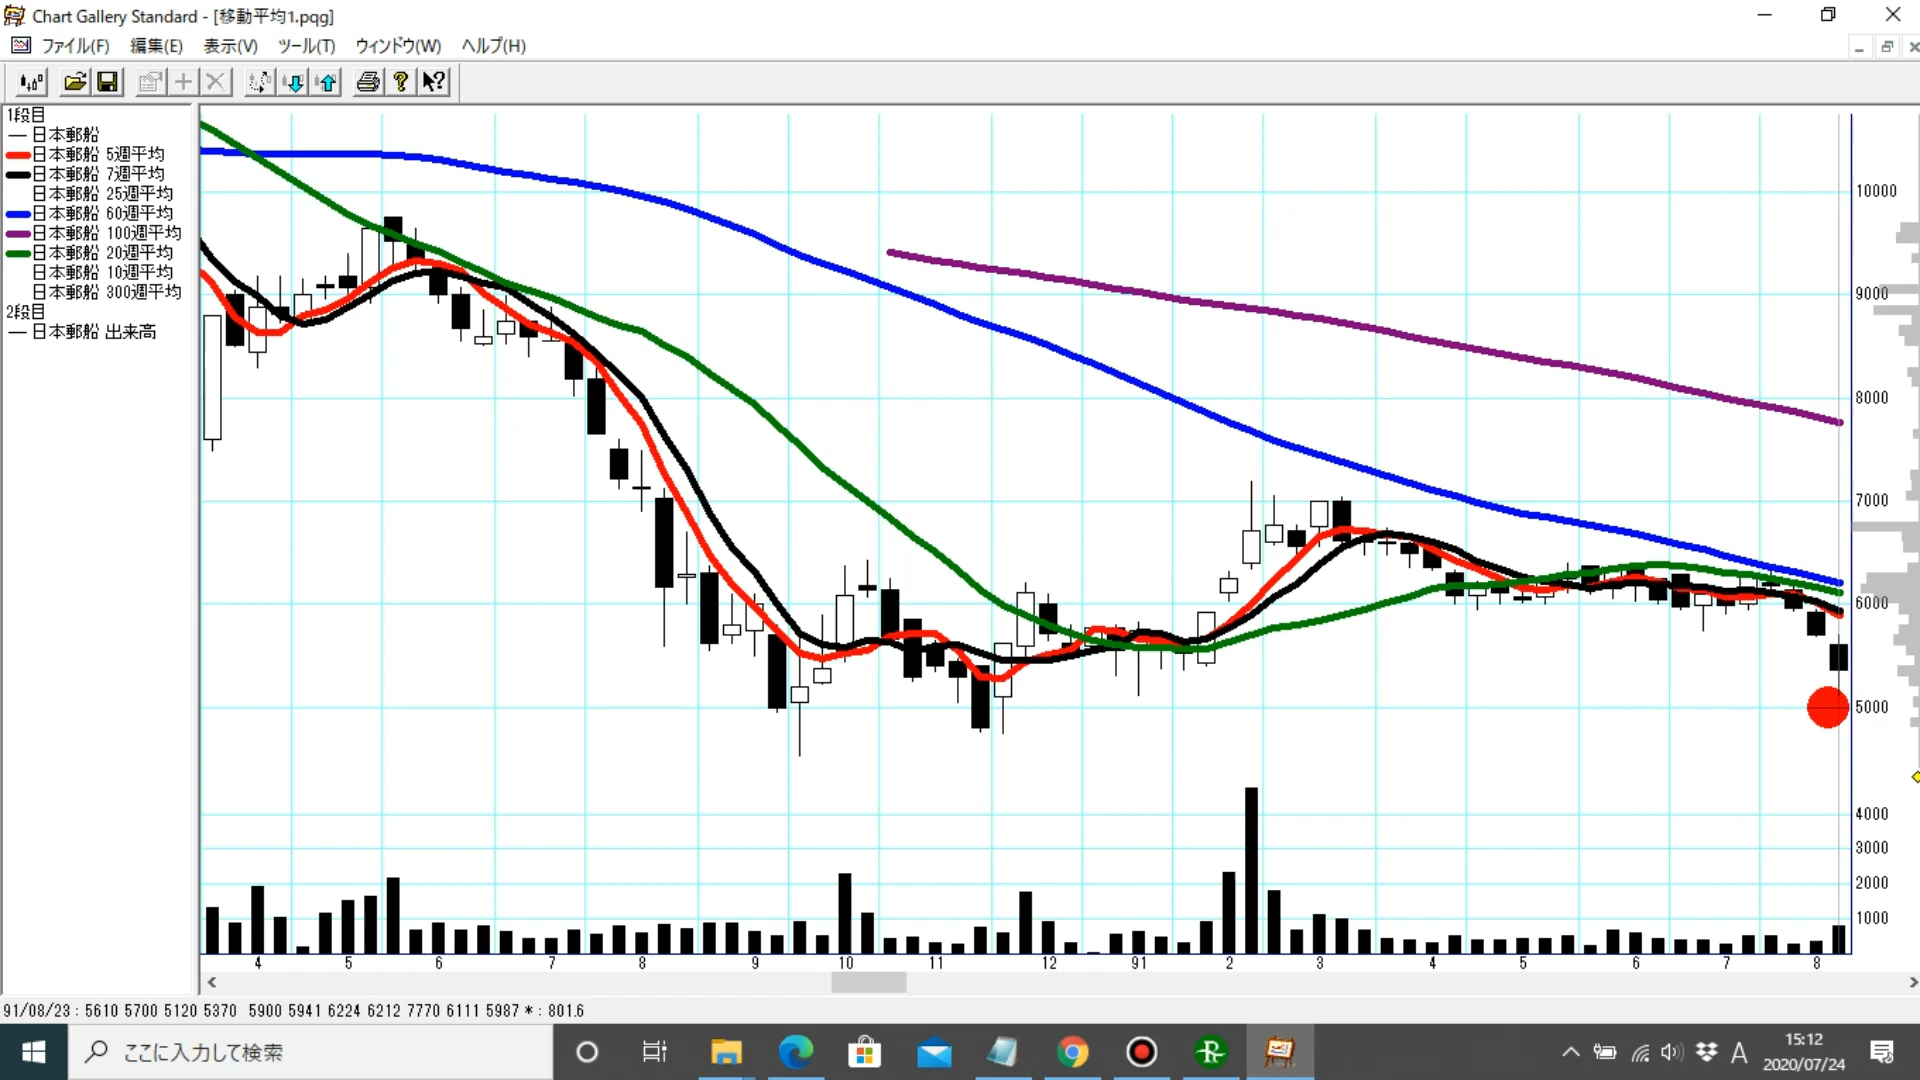 Chart Gallery Standard - [移動平均1.pqg]
ファイル(F) 編集(E) 表示(V) ツール(T) ウィンドウ(W) ヘルプ(H)
1段目
日本郵船
日本郵船 5週平均
日本郵船 7週平均
日本郵船 25週平均
日本郵船 60週平均
日本郵船 100週平均
日本郵船 20週平均
日本郵船 10週平均
日本郵船 300週平均
2段目
日本郵船 出来高
10000
9000
8000
7000
6000
5000
4000
3000
2000
1000
4 5 6 7 8 9 10 11 12 91 2 3 4 5 6 7 8
91/08/23 : 5610 5700 5120 5370 5900 5941 6224 6212 7770 6111 5987 * : 801.6
ここに入力して検索
A
15:12
2020/07/24